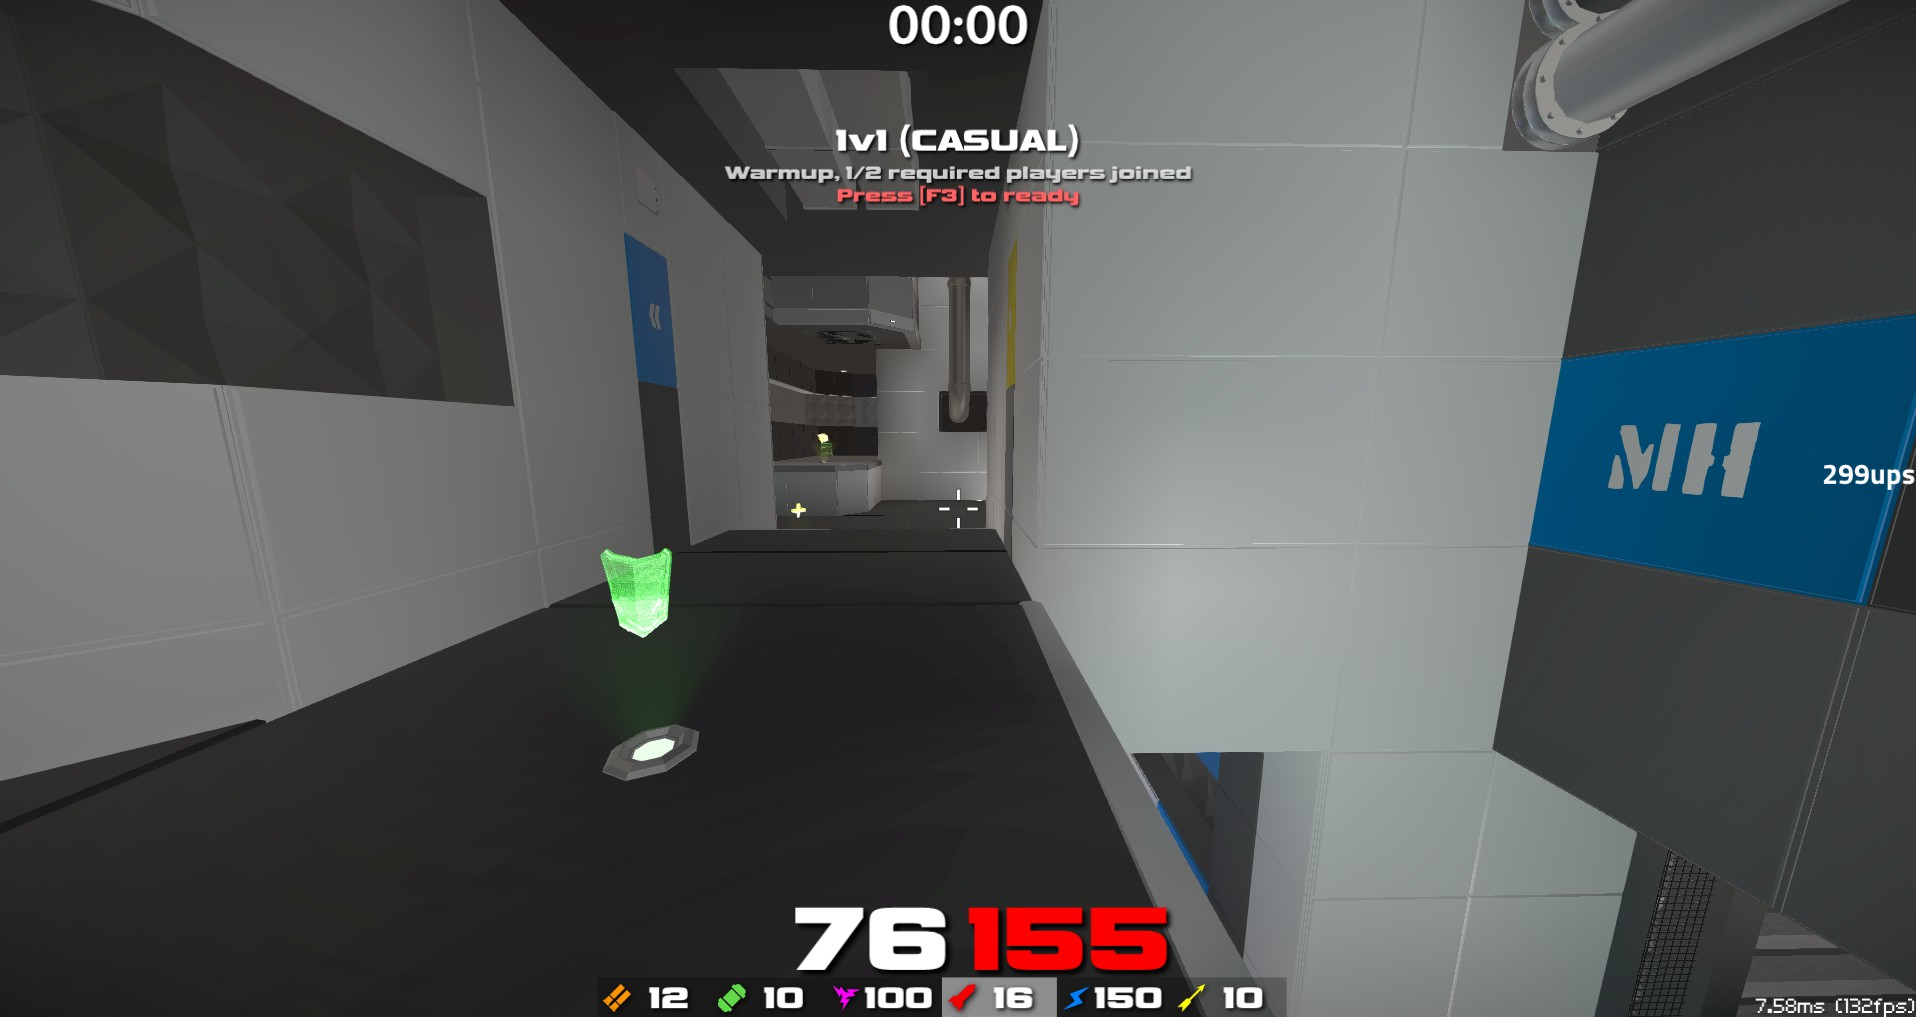 00:00
1v1 (CASUAL)
Warmup, 1/2 required players joined
Press [F3] to ready
MH
299ups
76 155
12 10 100 16 150 10
7.58ms (132fps)